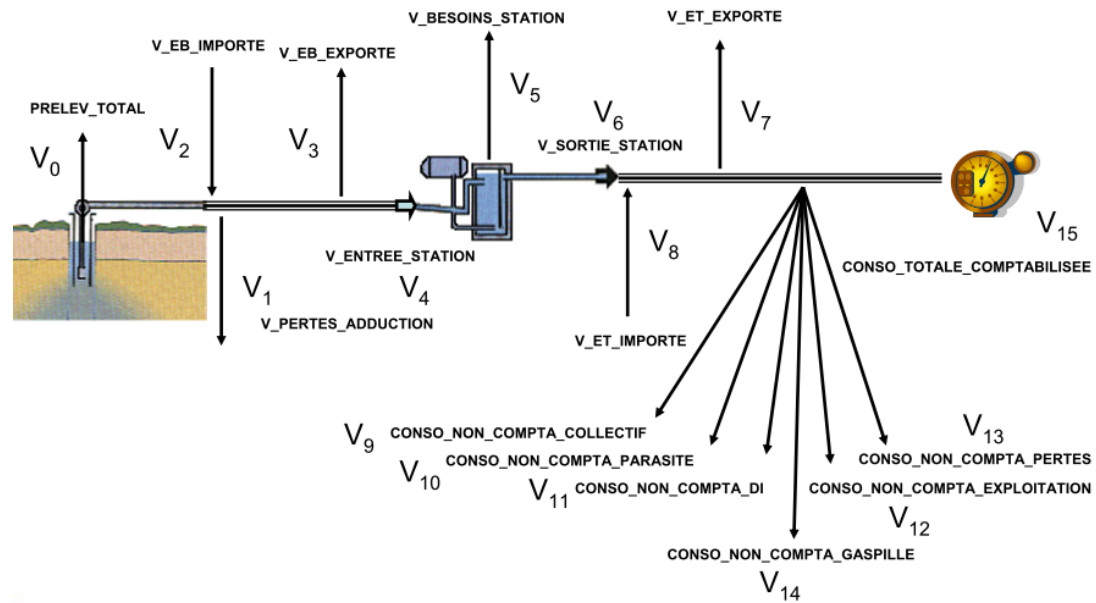 V_BESOINS_STATION
V_ET_EXPORTE
V_EB_IMPORTE
V_EB_EXPORTE
PRELEV_TOTAL
V5
V6
V7
V0
V2
V3
V_SORTIE_STATION
V8
V15
V_ENTREE_STATION
CONSO_TOTALE_COMPTABILISEE
V1
V4
V_PERTES_ADDUCTION
V_ET_IMPORTE
V9 CONSO_NON_COMPTA_COLLECTIF
V13
V10 CONSO_NON_COMPTA_PARASITE
CONSO_NON_COMPTA_PERTES
V11 CONSO_NON_COMPTA_DI
CONSO_NON_COMPTA_EXPLOITATION
V12
CONSO_NON_COMPTA_GASPILLE
V14